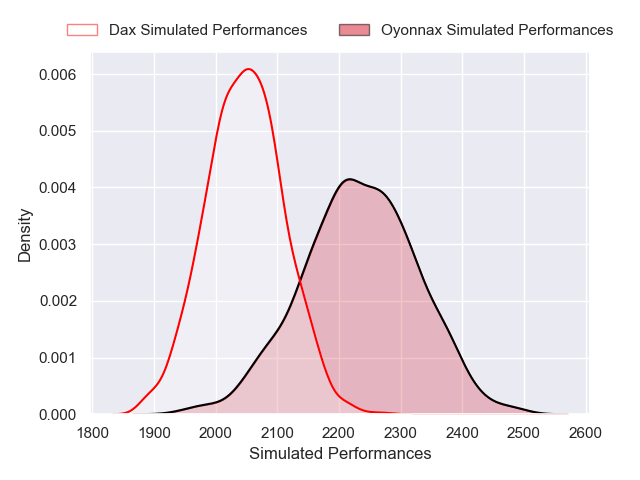 Dax Simulated Performances
Oyonnax Simulated Performances
0.006
0.005
0.004
0.003
0.002
0.001
0.000
Density
1800 1900 2000 2100 2200 2300 2400 2500 2600
Simulated Performances